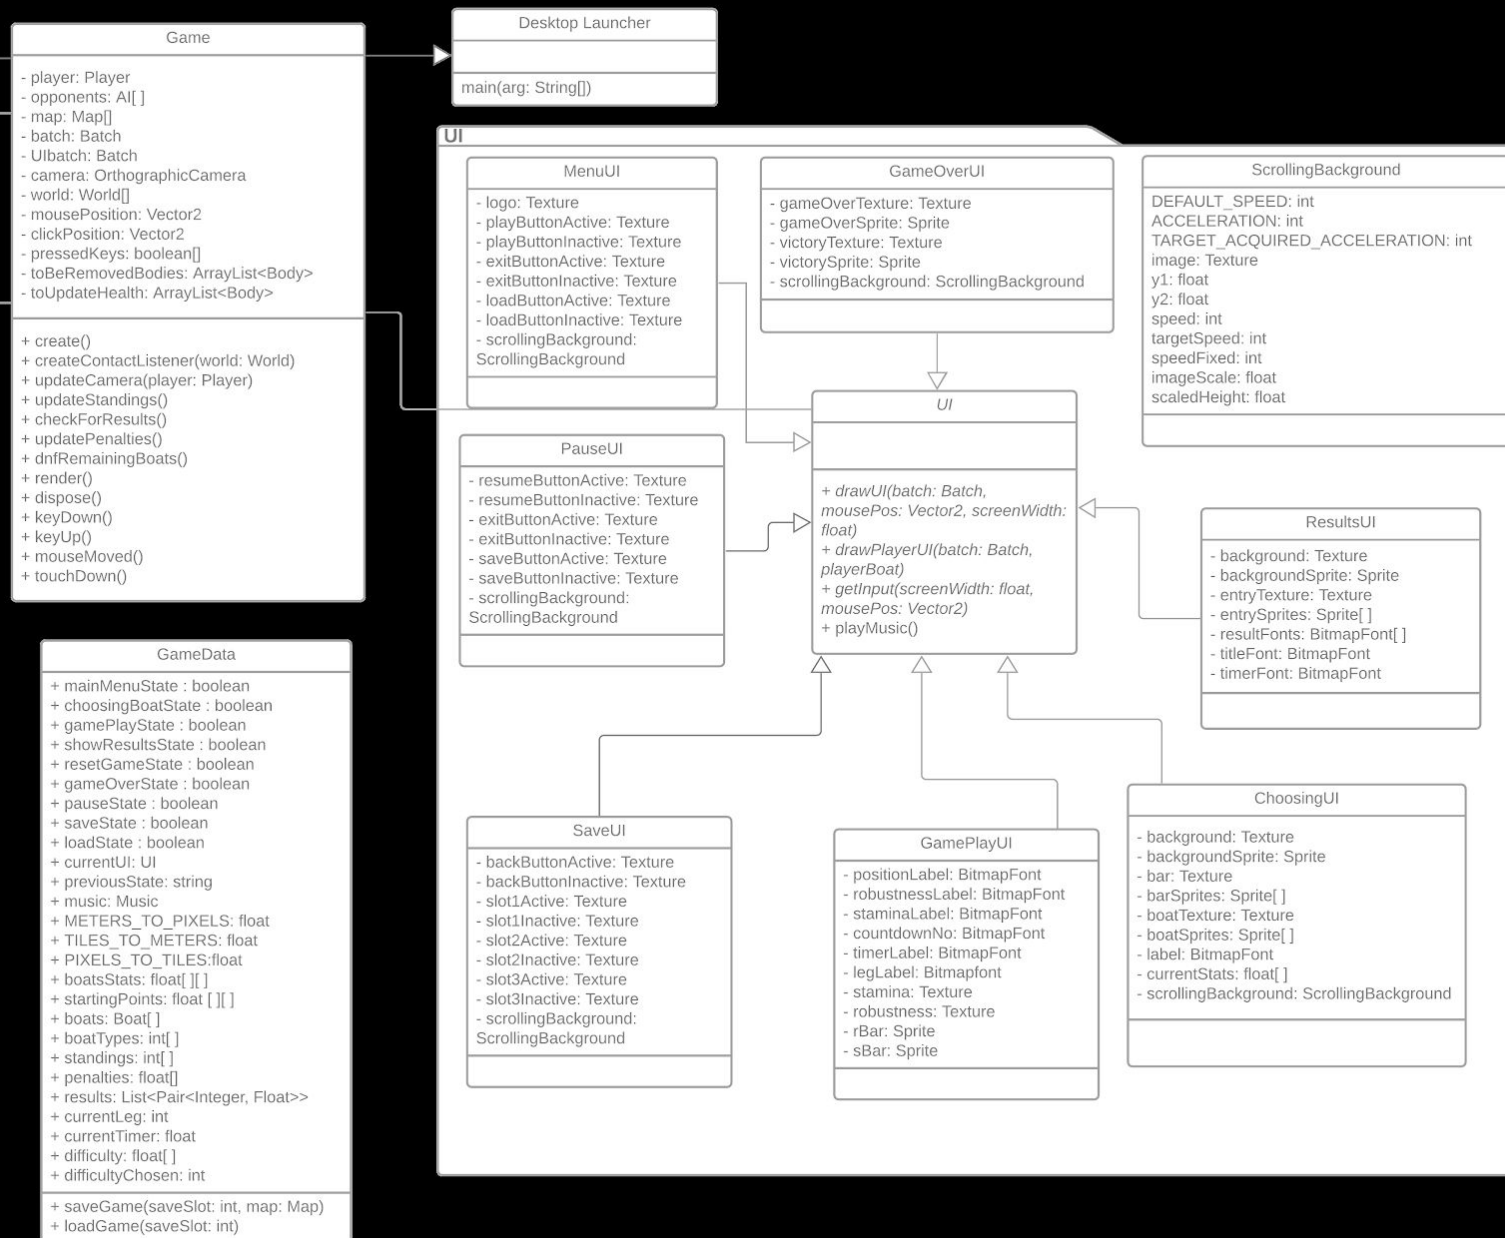 Game
- player: Player
- opponents: AI[ ]
- map: Map[]
- batch: Batch
- UIbatch: Batch
- camera: OrthographicCamera
- world: World[]
- mousePosition: Vector2
- clickPosition: Vector2
- pressedKeys: boolean[]
- toBeRemovedBodies: ArrayList<Body>
- toUpdateHealth: ArrayList<Body>
+ create()
+ createContactListener(world: World)
+ updateCamera(player: Player)
+ updateStandings()
+ checkForResults()
+ updatePenalties()
+ dnfRemainingBoats()
+ render()
+ dispose()
+ keyDown()
+ keyUp()
+ mouseMoved()
+ touchDown()
Desktop Launcher
main(arg: String[])
GameData
+ mainMenuState : boolean
+ choosingBoatState : boolean
+ gamePlayState : boolean
+ showResultsState : boolean
+ resetGameState : boolean
+ gameOverState : boolean
+ pauseState : boolean
+ saveState : boolean
+ loadState : boolean
+ currentUI: UI
+ previousState: string
+ music: Music
+ METERS_TO_PIXELS: float
+ TILES_TO_METERS: float
+ PIXELS_TO_TILES:float
+ boatsStats: float[ ][ ]
+ startingPoints: float [ ][ ]
+ boats: Boat[ ]
+ boatTypes: int[ ]
+ standings: int[ ]
+ penalties: float[]
+ results: List<Pair<Integer, Float>>
+ currentLeg: int
+ currentTimer: float
+ difficulty: float[ ]
+ difficultyChosen: int
+ saveGame(saveSlot: int, map: Map)
+ loadGame(saveSlot: int)
UI
MenuUI
- logo: Texture
- playButtonActive: Texture
- playButtonInactive: Texture
- exitButtonActive: Texture
- exitButtonInactive: Texture
- loadButtonActive: Texture
- loadButtonInactive: Texture
- scrollingBackground:
ScrollingBackground
GameOverUI
- gameOverTexture: Texture
- gameOverSprite: Sprite
- victoryTexture: Texture
- victorySprite: Sprite
- scrollingBackground: ScrollingBackground
ScrollingBackground
DEFAULT_SPEED: int
ACCELERATION: int
TARGET_ACQUIRED_ACCELERATION: int
image: Texture
y1: float
y2: float
speed: int
targetSpeed: int
speedFixed: int
imageScale: float
scaledHeight: float
PauseUI
- resumeButtonActive: Texture
- resumeButtonInactive: Texture
- exitButtonActive: Texture
- exitButtonInactive: Texture
- saveButtonActive: Texture
- saveButtonInactive: Texture
- scrollingBackground:
ScrollingBackground
UI
+ drawUI(batch: Batch,
mousePos: Vector2, screenWidth:
float)
+ drawPlayerUI(batch: Batch,
playerBoat)
+ getInput(screenWidth: float,
mousePos: Vector2)
+ playMusic()
ResultsUI
- background: Texture
- backgroundSprite: Sprite
- entryTexture: Texture
- entrySprites: Sprite[ ]
- resultFonts: BitmapFont[ ]
- titleFont: BitmapFont
- timerFont: BitmapFont
SaveUI
- backButtonActive: Texture
- backButtonInactive: Texture
- slot1Active: Texture
- slot1Inactive: Texture
- slot2Active: Texture
- slot2Inactive: Texture
- slot3Active: Texture
- slot3Inactive: Texture
- scrollingBackground:
ScrollingBackground
GamePlayUI
- positionLabel: BitmapFont
- robustnessLabel: BitmapFont
- staminaLabel: BitmapFont
- countdownNo: BitmapFont
- timerLabel: BitmapFont
- legLabel: Bitmapfont
- stamina: Texture
- robustness: Texture
- rBar: Sprite
- sBar: Sprite
ChoosingUI
- background: Texture
- backgroundSprite: Sprite
- bar: Texture
- barSprites: Sprite[ ]
- boatTexture: Texture
- boatSprites: Sprite[ ]
- label: BitmapFont
- currentStats: float[ ]
- scrollingBackground: ScrollingBackground